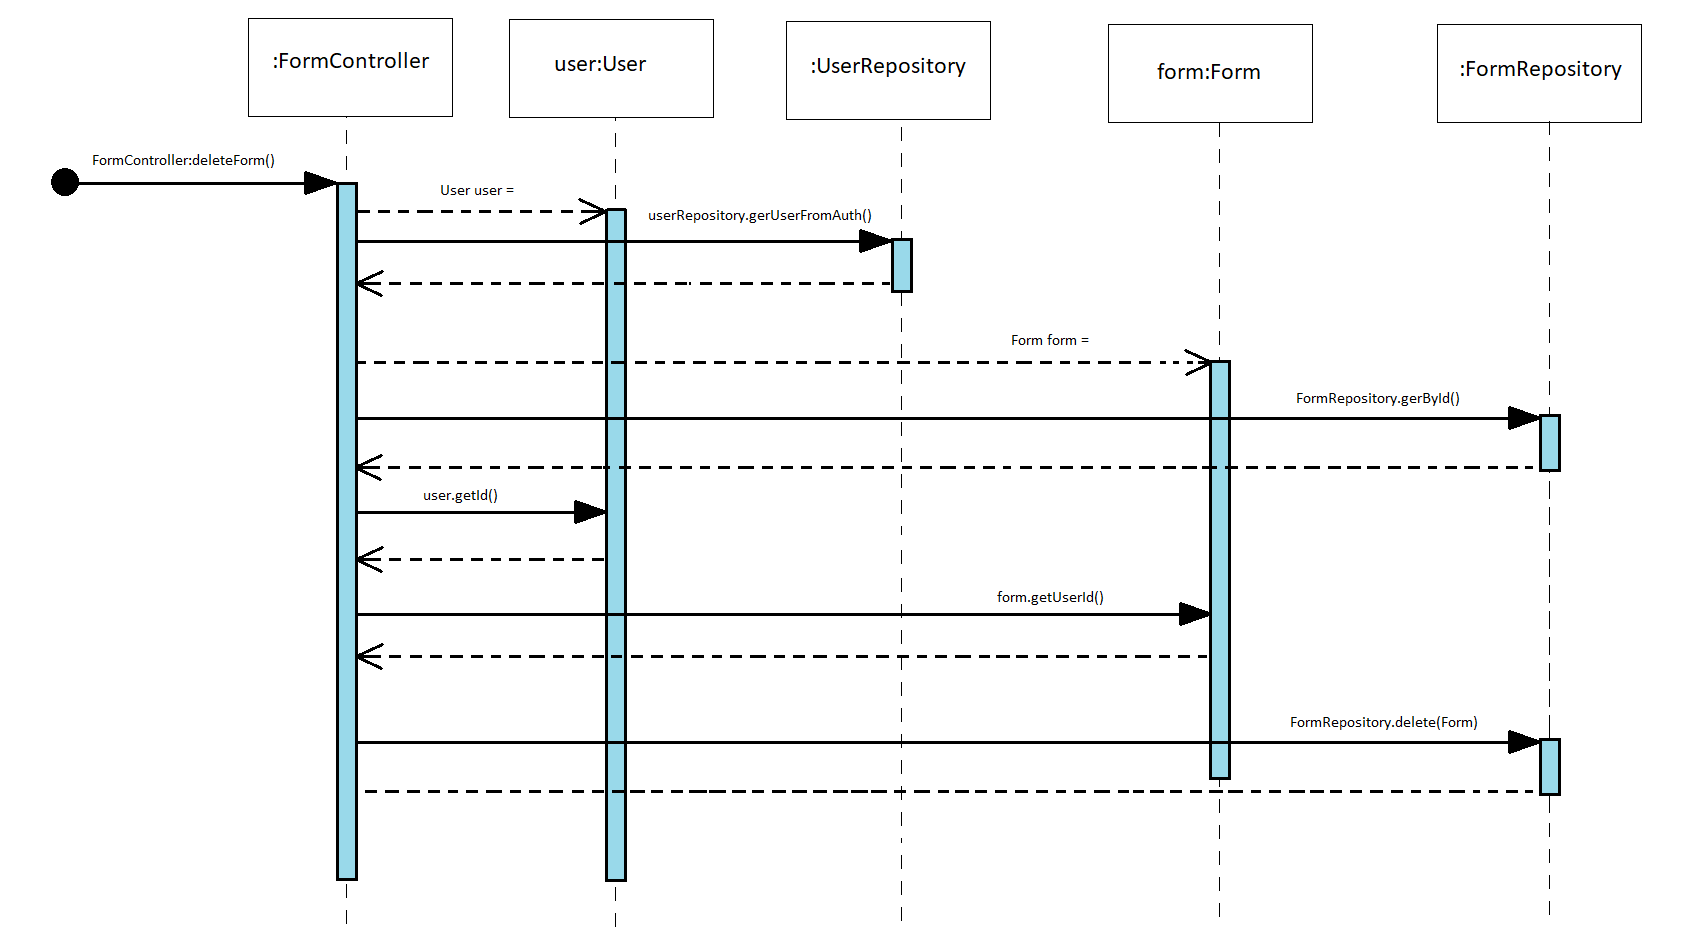 :FormController
user:User
:UserRepository
form:Form
:FormRepository
FormController:deleteForm()
User user =
userRepository.gerUserFromAuth()
Form form =
FormRepository.gerById()
user.getId()
form.getUserId()
FormRepository.delete(Form)